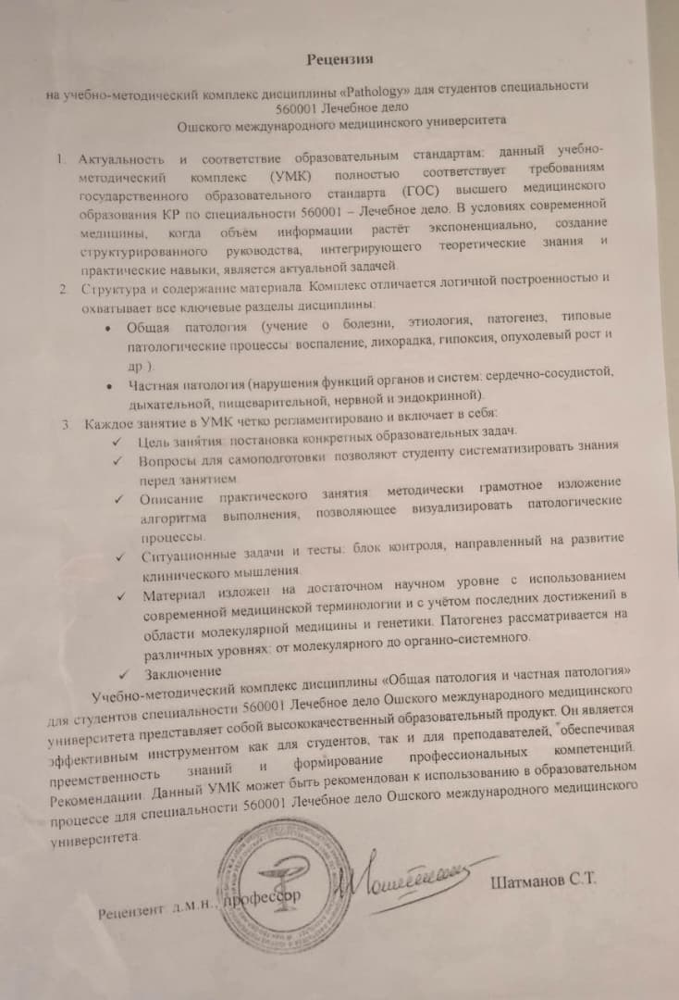 Рецензия
на учебно-методический комплекс дисциплины «Pathology» для студентов специальности
560001 Лечебное дело
Ошского международного медицинского университета
1. Актуальность и соответствие образовательным стандартам: данный учебно-
методический комплекс (УМК) полностью соответствует требованиям
государственного образовательного стандарта (ГОС) высшего медицинского
образования КР по специальности 560001 – Лечебное дело. В условиях современной
медицины, когда объем информации растёт экспоненциально, создание
структурированного руководства, интегрирующего теоретические знания и
практические навыки, является актуальной задачей.
2. Структура и содержание материала. Комплекс отличается логичной построенностью и
охватывает все ключевые разделы дисциплины:
• Общая патология (учение о болезни, этиология, патогенез, типовые
патологические процессы: воспаление, лихорадка, гипоксия, опухолевый рост и
др.).
• Частная патология (нарушения функций органов и систем: сердечно-сосудистой,
дыхательной, пищеварительной, нервной и эндокринной).
3. Каждое занятие в УМК четко регламентировано и включает в себя:
✓ Цель занятия: постановка конкретных образовательных задач.
✓ Вопросы для самоподготовки: позволяют студенту систематизировать знания
перед занятием.
✓ Описание практического занятия: методически грамотное изложение
алгоритма выполнения, позволяющее визуализировать патологические
процессы.
✓ Ситуационные задачи и тесты: блок контроля, направленный на развитие
клинического мышления.
✓ Материал изложен на достаточном научном уровне с использованием
современной медицинской терминологии и с учётом последних достижений в
области молекулярной медицины и генетики. Патогенез рассматривается на
различных уровнях: от молекулярного до органно-системного.
✓ Заключение
Учебно-методический комплекс дисциплины «Общая патология и частная патология»
для студентов специальности 560001 Лечебное дело Ошского международного медицинского
университета представляет собой высококачественный образовательный продукт. Он является
эффективным инструментом как для студентов, так и для преподавателей, обеспечивая
преемственность знаний и формирование профессиональных компетенций.
Рекомендации. Данный УМК может быть рекомендован к использованию в образовательном
процессе для специальности 560001 Лечебное дело Ошского международного медицинского
университета.
Рецензент д.м.н., профессор Шатманов С.Т.